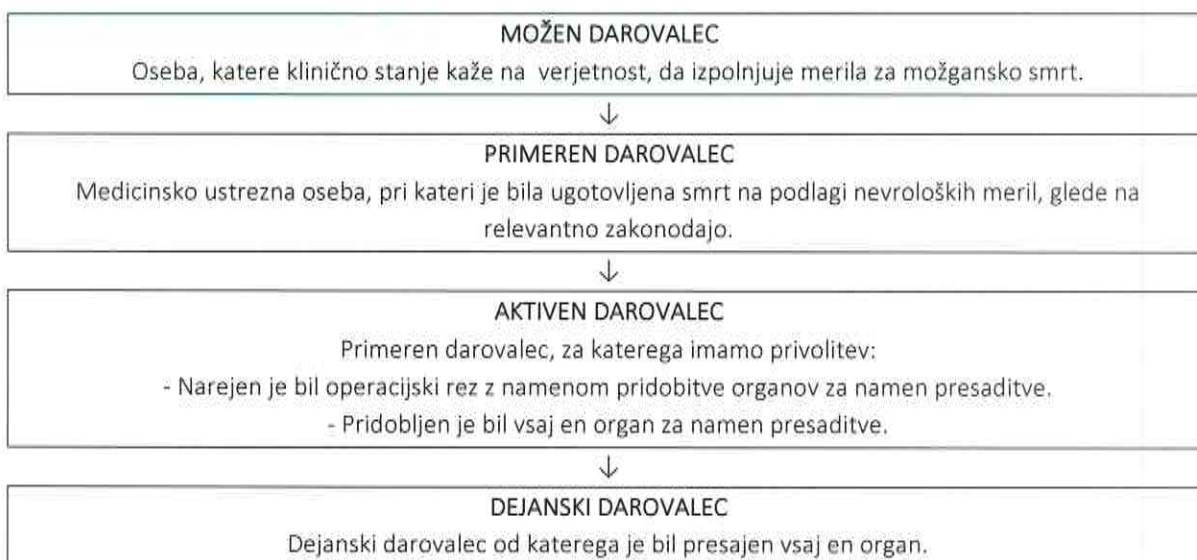 MOŽEN DAROVALEC
Oseba, katere klinično stanje kaže na verjetnost, da izpolnjuje merila za možgansko smrt.
↓
PRIMEREN DAROVALEC
Medicinsko ustrezna oseba, pri kateri je bila ugotovljena smrt na podlagi nevroloških meril, glede na
relevantno zakonodajo.
↓
AKTIVEN DAROVALEC
Primeren darovalec, za katerega imamo privolitev:
- Narejen je bil operacijski rez z namenom pridobitve organov za namen presaditve.
- Pridobljen je bil vsaj en organ za namen presaditve.
↓
DEJANSKI DAROVALEC
Dejanski darovalec od katerega je bil presajen vsaj en organ.